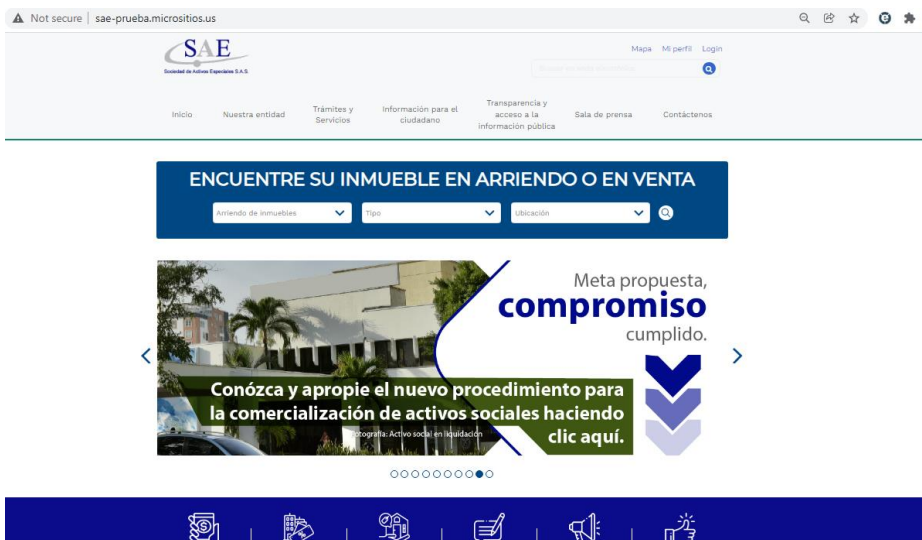 Not secure | sae-prueba.micrositios.us
SAE
Sociedad de Activos Especiales S.A.S.
Mapa Mi perfil Login
Inicio
Nuestra entidad
Trámites y
Servicios
Información para el
ciudadano
Transparencia y
acceso a la
información pública
Sala de prensa
Contáctenos
ENCUENTRE SU INMUEBLE EN ARRIENDO O EN VENTA
Arriendo de inmuebles
Tipo
Ubicación
Meta propuesta,
compromiso
cumplido.
Conózca y apropie el nuevo procedimiento para
la comercialización de activos sociales haciendo
clic aquí.
Fotografía: Activo social en liquidación